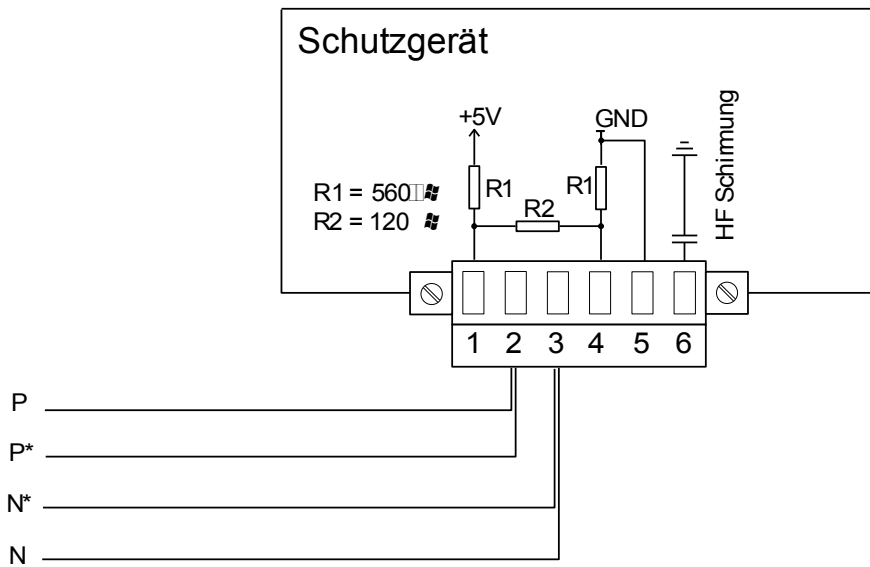 Schutzgerät
+5V
GND
HF Schirmung
R1
R1
R2
R1 = 560
R2 = 120
1 2 3 4 5 6
P
P*
N*
N